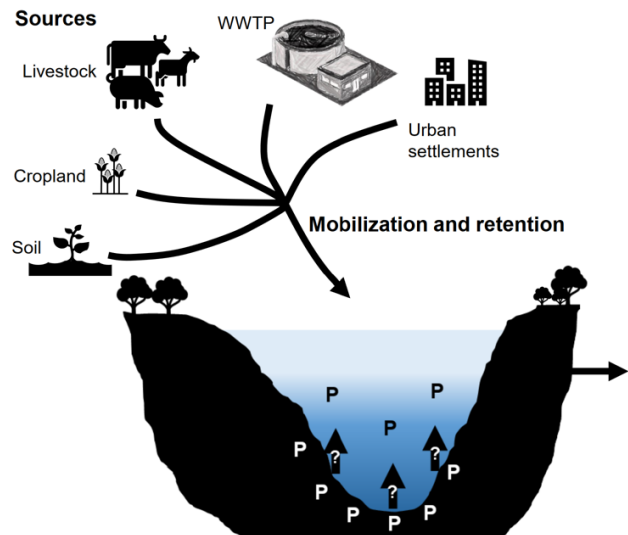 Sources
WWTP
Livestock
Urban
settlements
Cropland
Mobilization and retention
Soil
P
P
P
?
?
P
?
P
P
P
P
P
P